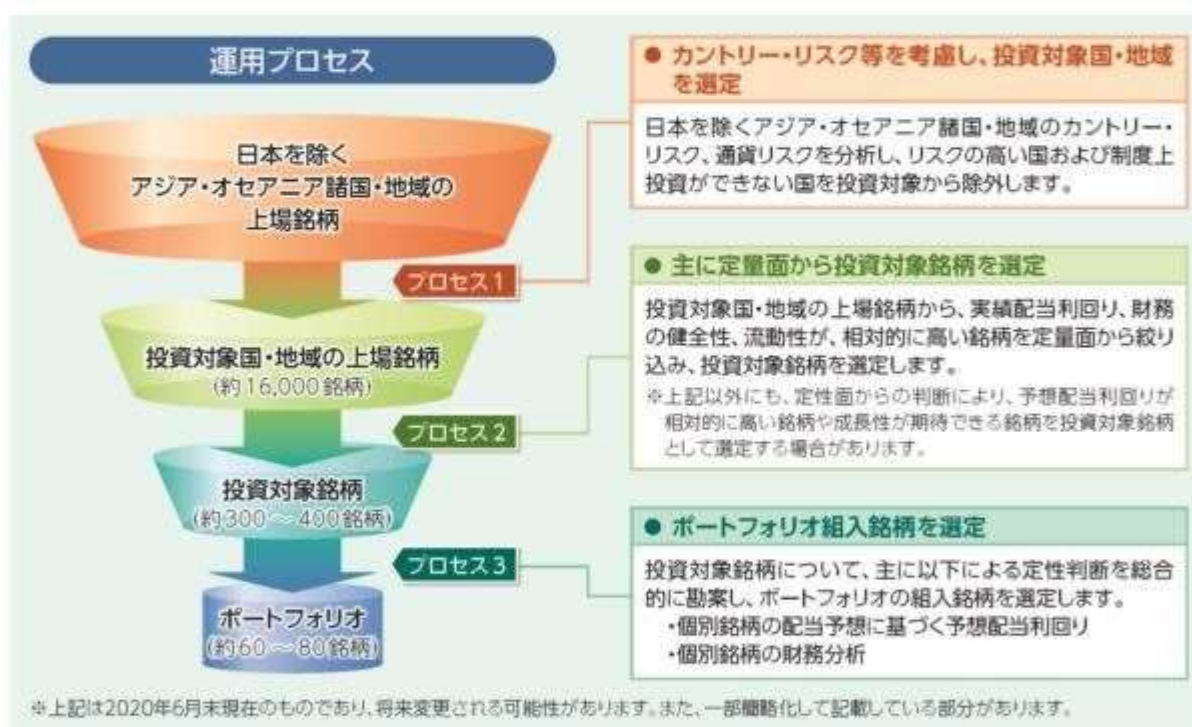 運用プロセス
日本を除く
アジア・オセアニア諸国・地域の
上場銘柄
プロセス1
投資対象国・地域の上場銘柄
(約16,000銘柄)
プロセス2
投資対象銘柄
(約300～400銘柄)
プロセス3
ポートフォリオ
(約60～80銘柄)
● カントリー・リスク等を考慮し、投資対象国・地域
を選定
日本を除くアジア・オセアニア諸国・地域のカントリー・
リスク、通貨リスクを分析し、リスクの高い国および制度上
投資ができない国を投資対象から除外します。
● 主に定量面から投資対象銘柄を選定
投資対象国・地域の上場銘柄から、実績配当利回り、財務
の健全性、流動性が、相対的に高い銘柄を定量面から絞り
込み、投資対象銘柄を選定します。
※上記以外にも、定性面からの判断により、予想配当利回りが
相対的に高い銘柄や成長性が期待できる銘柄を投資対象銘柄
として選定する場合があります。
● ポートフォリオ組入銘柄を選定
投資対象銘柄について、主に以下による定性判断を総合
的に勘案し、ポートフォリオの組入銘柄を選定します。
・個別銘柄の配当予想に基づく予想配当利回り
・個別銘柄の財務分析
※上記は2020年6月末現在のものであり、将来変更される可能性があります。また、一部簡略化して記載している部分があります。